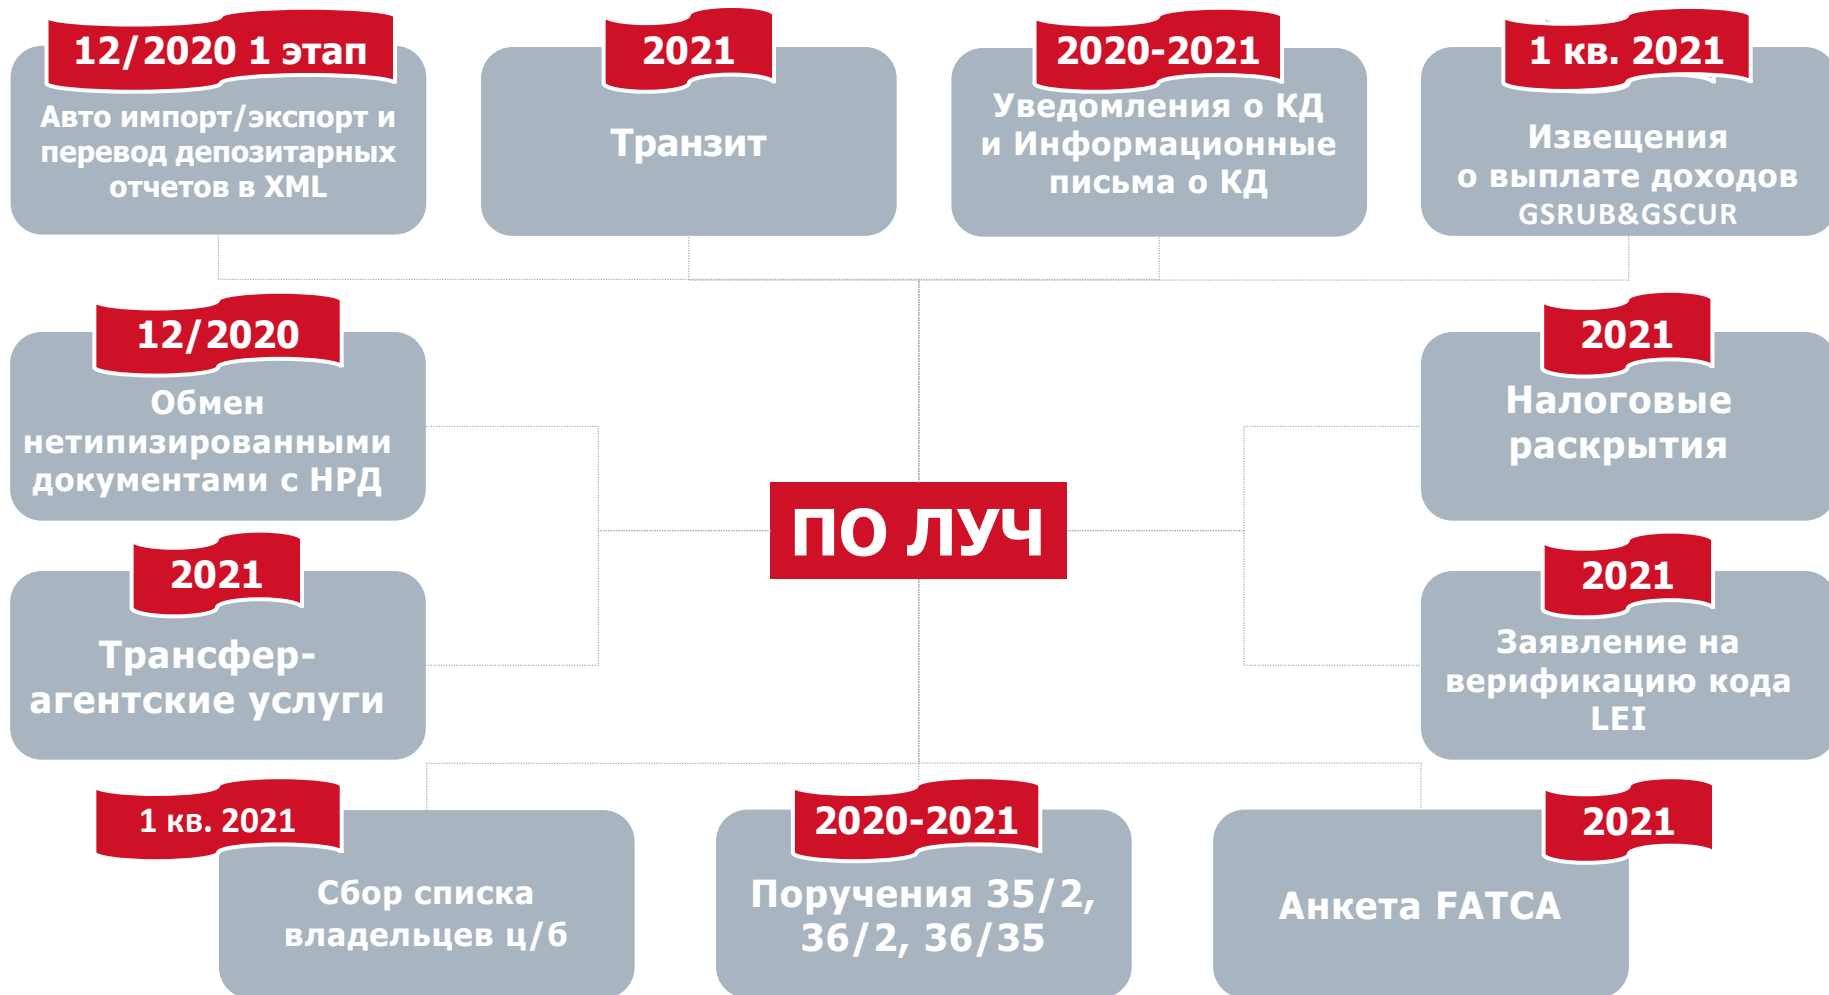 12/2020 1 этап
Авто импорт/экспорт и
перевод депозитарных
отчетов в XML
2021
Транзит
2020-2021
Уведомления о КД
и Информационные
письма о КД
1 кв. 2021
Извещения
о выплате доходов
GSRUB&GSCUR
12/2020
Обмен
нетипизированными
документами с НРД
2021
Налоговые
раскрытия
ПО ЛУЧ
2021
Трансфер-
агентские услуги
2021
Заявление на
верификацию кода
LEI
1 кв. 2021
Сбор списка
владельцев ц/б
2020-2021
Поручения 35/2,
36/2, 36/35
2021
Анкета FATCA